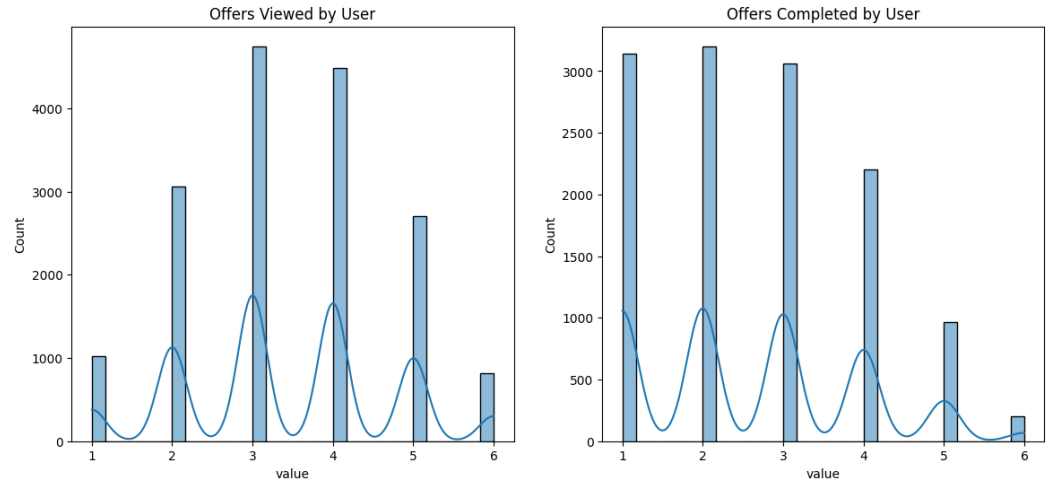 Offers Viewed by User
Count
4000
3000
2000
1000
0
1 2 3 4 5 6
value
Offers Completed by User
Count
3000
2500
2000
1500
1000
500
0
1 2 3 4 5 6
value